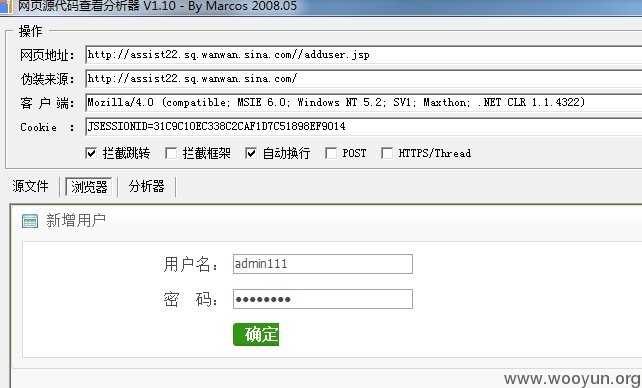 网页源代码查看分析器 V1.10 - By Marcos 2008.05
操作
网页地址: http://assist22.sq.wanwan.sina.com//adduser.jsp
伪装来源: http://assist22.sq.wanwan.sina.com/
客 户 端: Mozilla/4.0 (compatible; MSIE 6.0; Windows NT 5.2; SV1; Maxthon; .NET CLR 1.1.4322)
Cookie : JSESSIONID=31C9C10EC338C2CAF1D7C51898EF9014
拦截跳转 拦截框架 自动换行 POST HTTPS/Thread
源文件 浏览器 分析器
新增用户
用户名: admin111
密 码: ●●●●●●●●
确定
www.wooyun.org